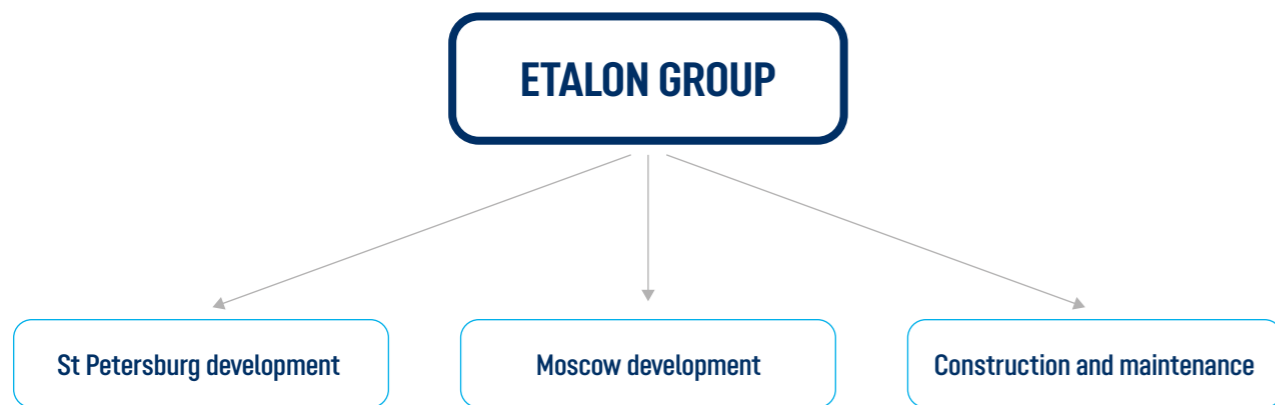 ETALON GROUP
St Petersburg development
Moscow development
Construction and maintenance